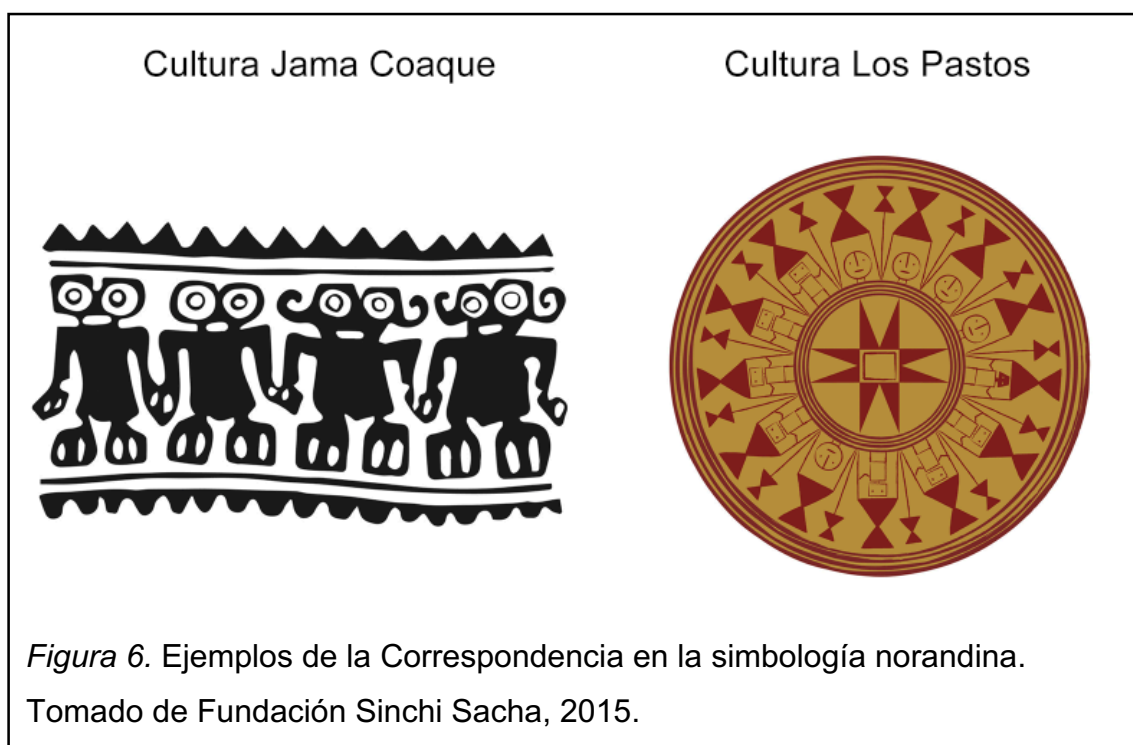 Cultura Jama Coaque
Cultura Los Pastos
Figura 6. Ejemplos de la Correspondencia en la simbología norandina.
Tomado de Fundación Sinchi Sacha, 2015.